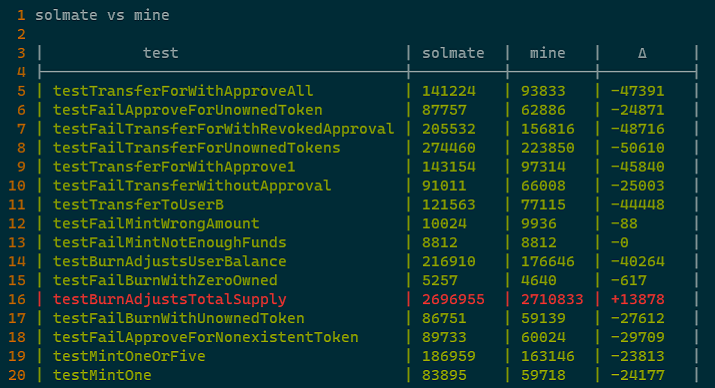 1 solmate vs mine
2
3 | test | solmate | mine | Δ |
4
5 | testTransferForWithApproveAll | 141224 | 93833 | -47391
6 | testFailApproveForUnownedToken | 87757 | 62886 | -24871
7 | testFailTransferForWithRevokedApproval | 205532 | 156816 | -48716
8 | testFailTransferForUnownedTokens | 274460 | 223850 | -50610
9 | testTransferForWithApprove1 | 143154 | 97314 | -45840
10 | testFailTransferWithoutApproval | 91011 | 66008 | -25003
11 | testTransferToUserB | 121563 | 77115 | -44448
12 | testFailMintWrongAmount | 10024 | 9936 | -88
13 | testFailMintNotEnoughFunds | 8812 | 8812 | -0
14 | testBurnAdjustsUserBalance | 216910 | 176646 | -40264
15 | testFailBurnWithZeroOwned | 5257 | 4640 | -617
16 | testBurnAdjustsTotalSupply | 2696955 | 2710833 | +13878
17 | testFailBurnWithUnownedToken | 86751 | 59139 | -27612
18 | testFailApproveForNonexistentToken | 89733 | 60024 | -29709
19 | testMintOneOrFive | 186959 | 163146 | -23813
20 | testMintOne | 83895 | 59718 | -24177